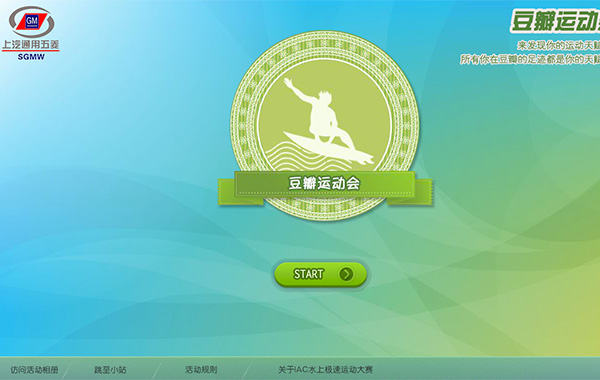 GM
上汽通用五菱
SGMW
豆瓣运动
来发现你的运动天赋
所有你在豆瓣的足迹都是你的天赋
豆瓣运动会
START
访问活动相册
跳至小站
活动规则
关于IAC水上极速运动大赛